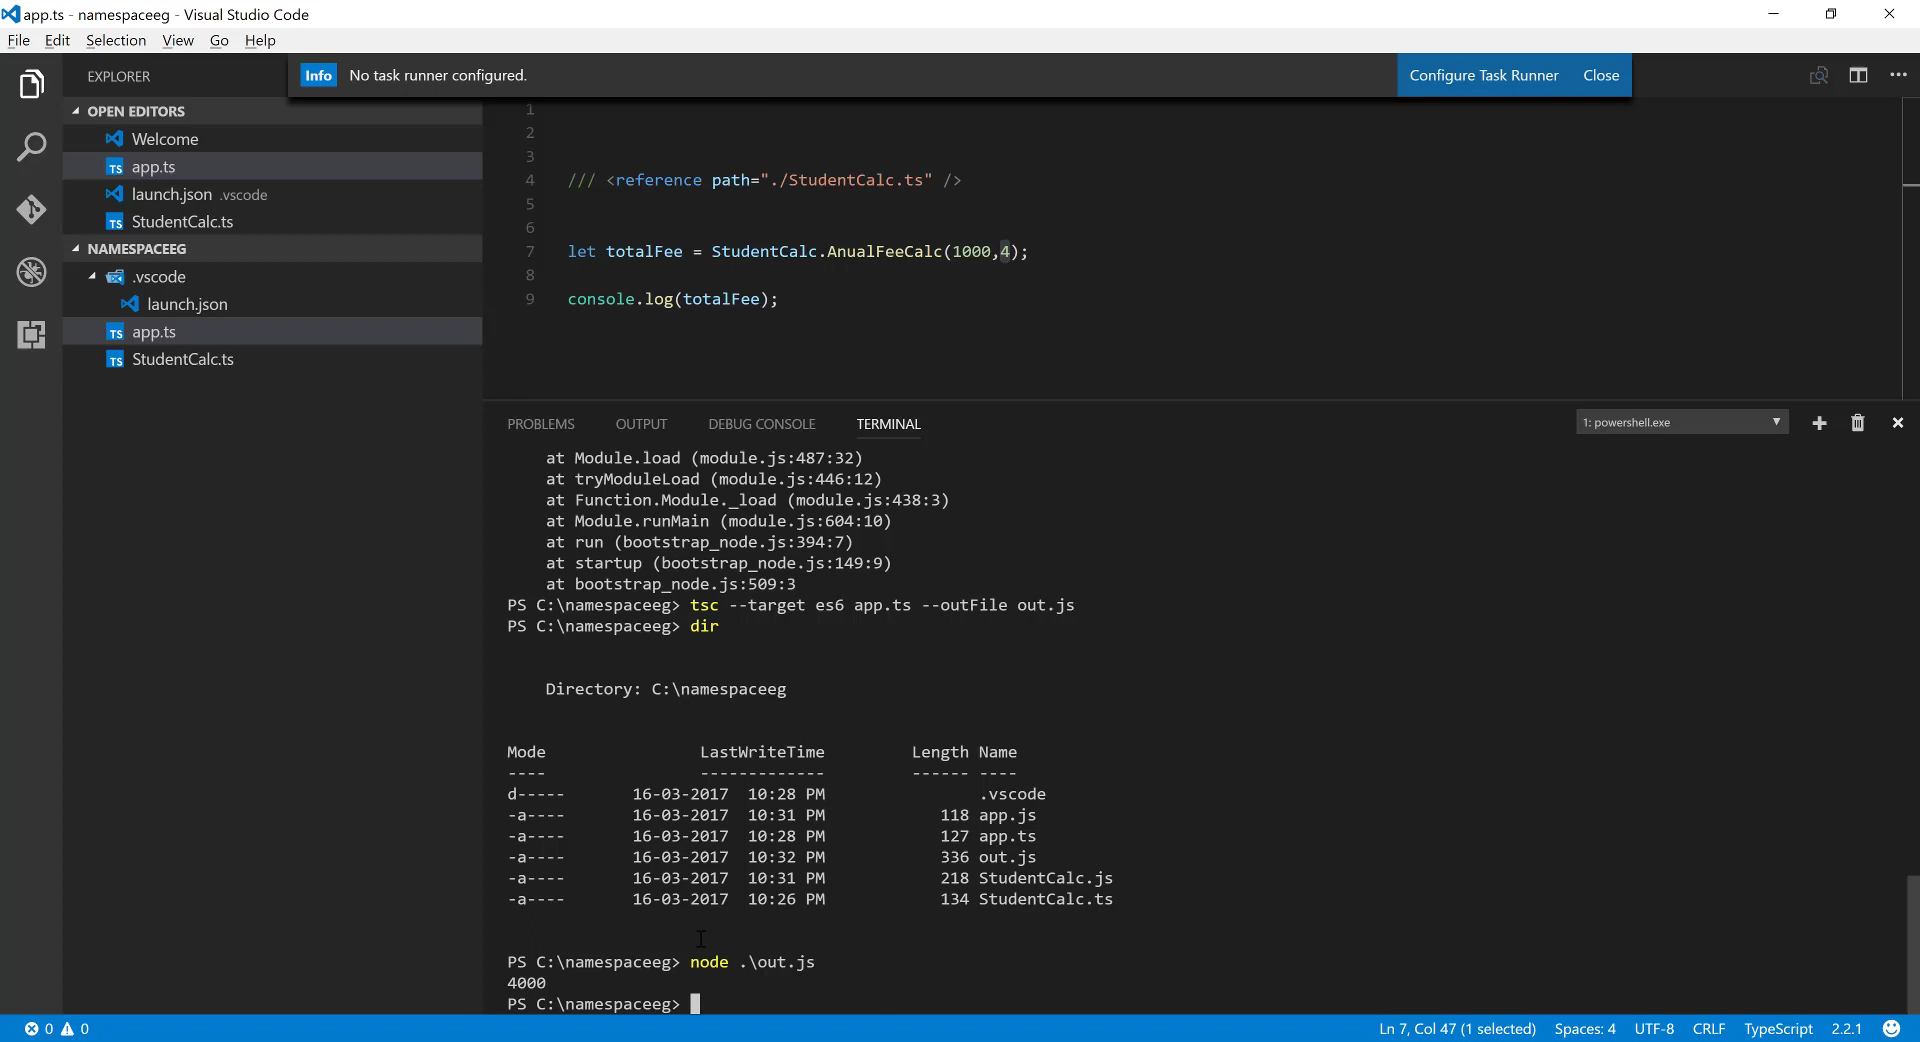 app.ts - namespaceeg - Visual Studio Code
File Edit Selection View Go Help
EXPLORER
Info No task runner configured. Configure Task Runner Close
OPEN EDITORS
Welcome
TS app.ts
launch.json .vscode
TS StudentCalc.ts
NAMESPACEEG
.vscode
launch.json
TS app.ts
TS StudentCalc.ts
1
2
3
4 /// <reference path="./StudentCalc.ts" />
5
6
7 let totalFee = StudentCalc.AnualFeeCalc(1000,4);
8
9 console.log(totalFee);
PROBLEMS OUTPUT DEBUG CONSOLE TERMINAL 1: powershell.exe
at Module.load (module.js:487:32)
at tryModuleLoad (module.js:446:12)
at Function.Module._load (module.js:438:3)
at Module.runMain (module.js:604:10)
at run (bootstrap_node.js:394:7)
at startup (bootstrap_node.js:149:9)
at bootstrap_node.js:509:3
PS C:\namespaceeg> tsc --target es6 app.ts --outFile out.js
PS C:\namespaceeg> dir
Directory: C:\namespaceeg
Mode LastWriteTime Length Name
---- ------------- ------ ----
d----- 16-03-2017 10:28 PM .vscode
-a---- 16-03-2017 10:31 PM 118 app.js
-a---- 16-03-2017 10:28 PM 127 app.ts
-a---- 16-03-2017 10:32 PM 336 out.js
-a---- 16-03-2017 10:31 PM 218 StudentCalc.js
-a---- 16-03-2017 10:26 PM 134 StudentCalc.ts
PS C:\namespaceeg> node .\out.js
4000
PS C:\namespaceeg>
0 0 Ln 7, Col 47 (1 selected) Spaces: 4 UTF-8 CRLF TypeScript 2.2.1